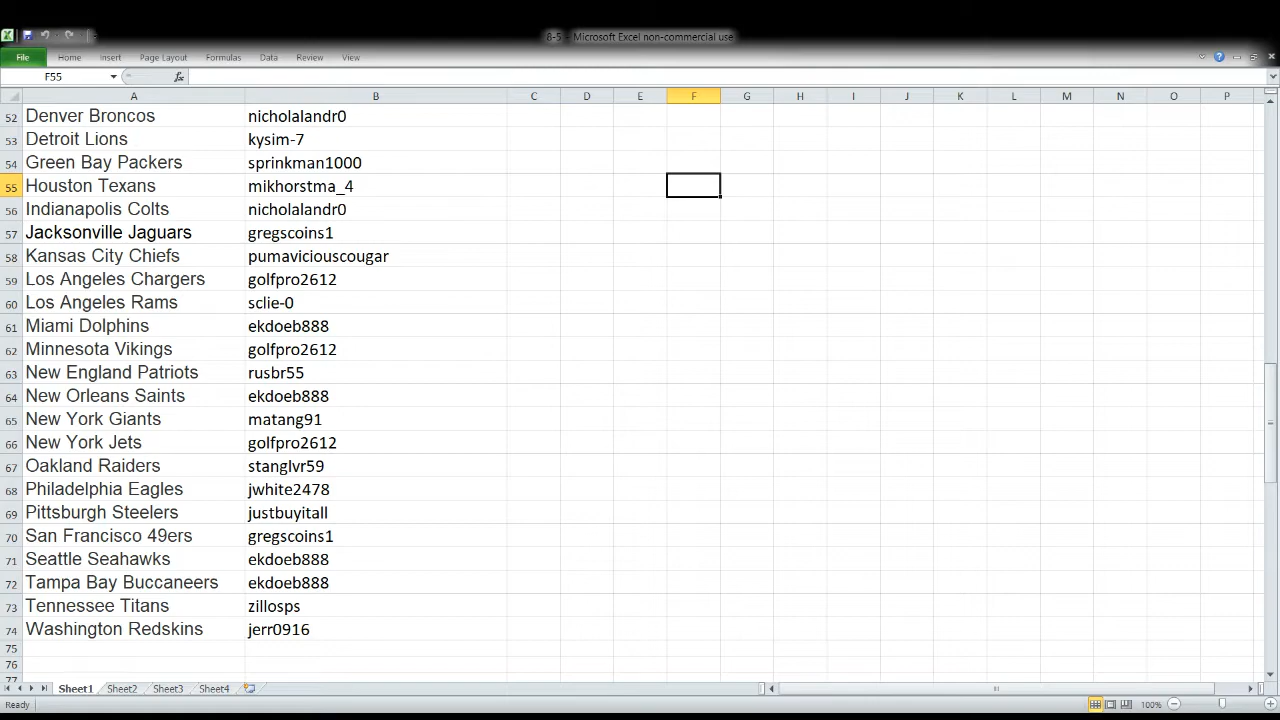 8-5 - Microsoft Excel non-commercial use
File Home Insert Page Layout Formulas Data Review View
F55 fx
A B C D E F G H I J K L M N O P
52 Denver Broncos nicholalandr0
53 Detroit Lions kysim-7
54 Green Bay Packers sprinkman1000
55 Houston Texans mikhorstma_4
56 Indianapolis Colts nicholalandr0
57 Jacksonville Jaguars gregscoins1
58 Kansas City Chiefs pumaviciouscougar
59 Los Angeles Chargers golfpro2612
60 Los Angeles Rams sclie-0
61 Miami Dolphins ekdoeb888
62 Minnesota Vikings golfpro2612
63 New England Patriots rusbr55
64 New Orleans Saints ekdoeb888
65 New York Giants matang91
66 New York Jets golfpro2612
67 Oakland Raiders stanglvr59
68 Philadelphia Eagles jwhite2478
69 Pittsburgh Steelers justbuyitall
70 San Francisco 49ers gregscoins1
71 Seattle Seahawks ekdoeb888
72 Tampa Bay Buccaneers ekdoeb888
73 Tennessee Titans zillosps
74 Washington Redskins jerr0916
75
76
77
Sheet1 Sheet2 Sheet3 Sheet4
Ready 100%